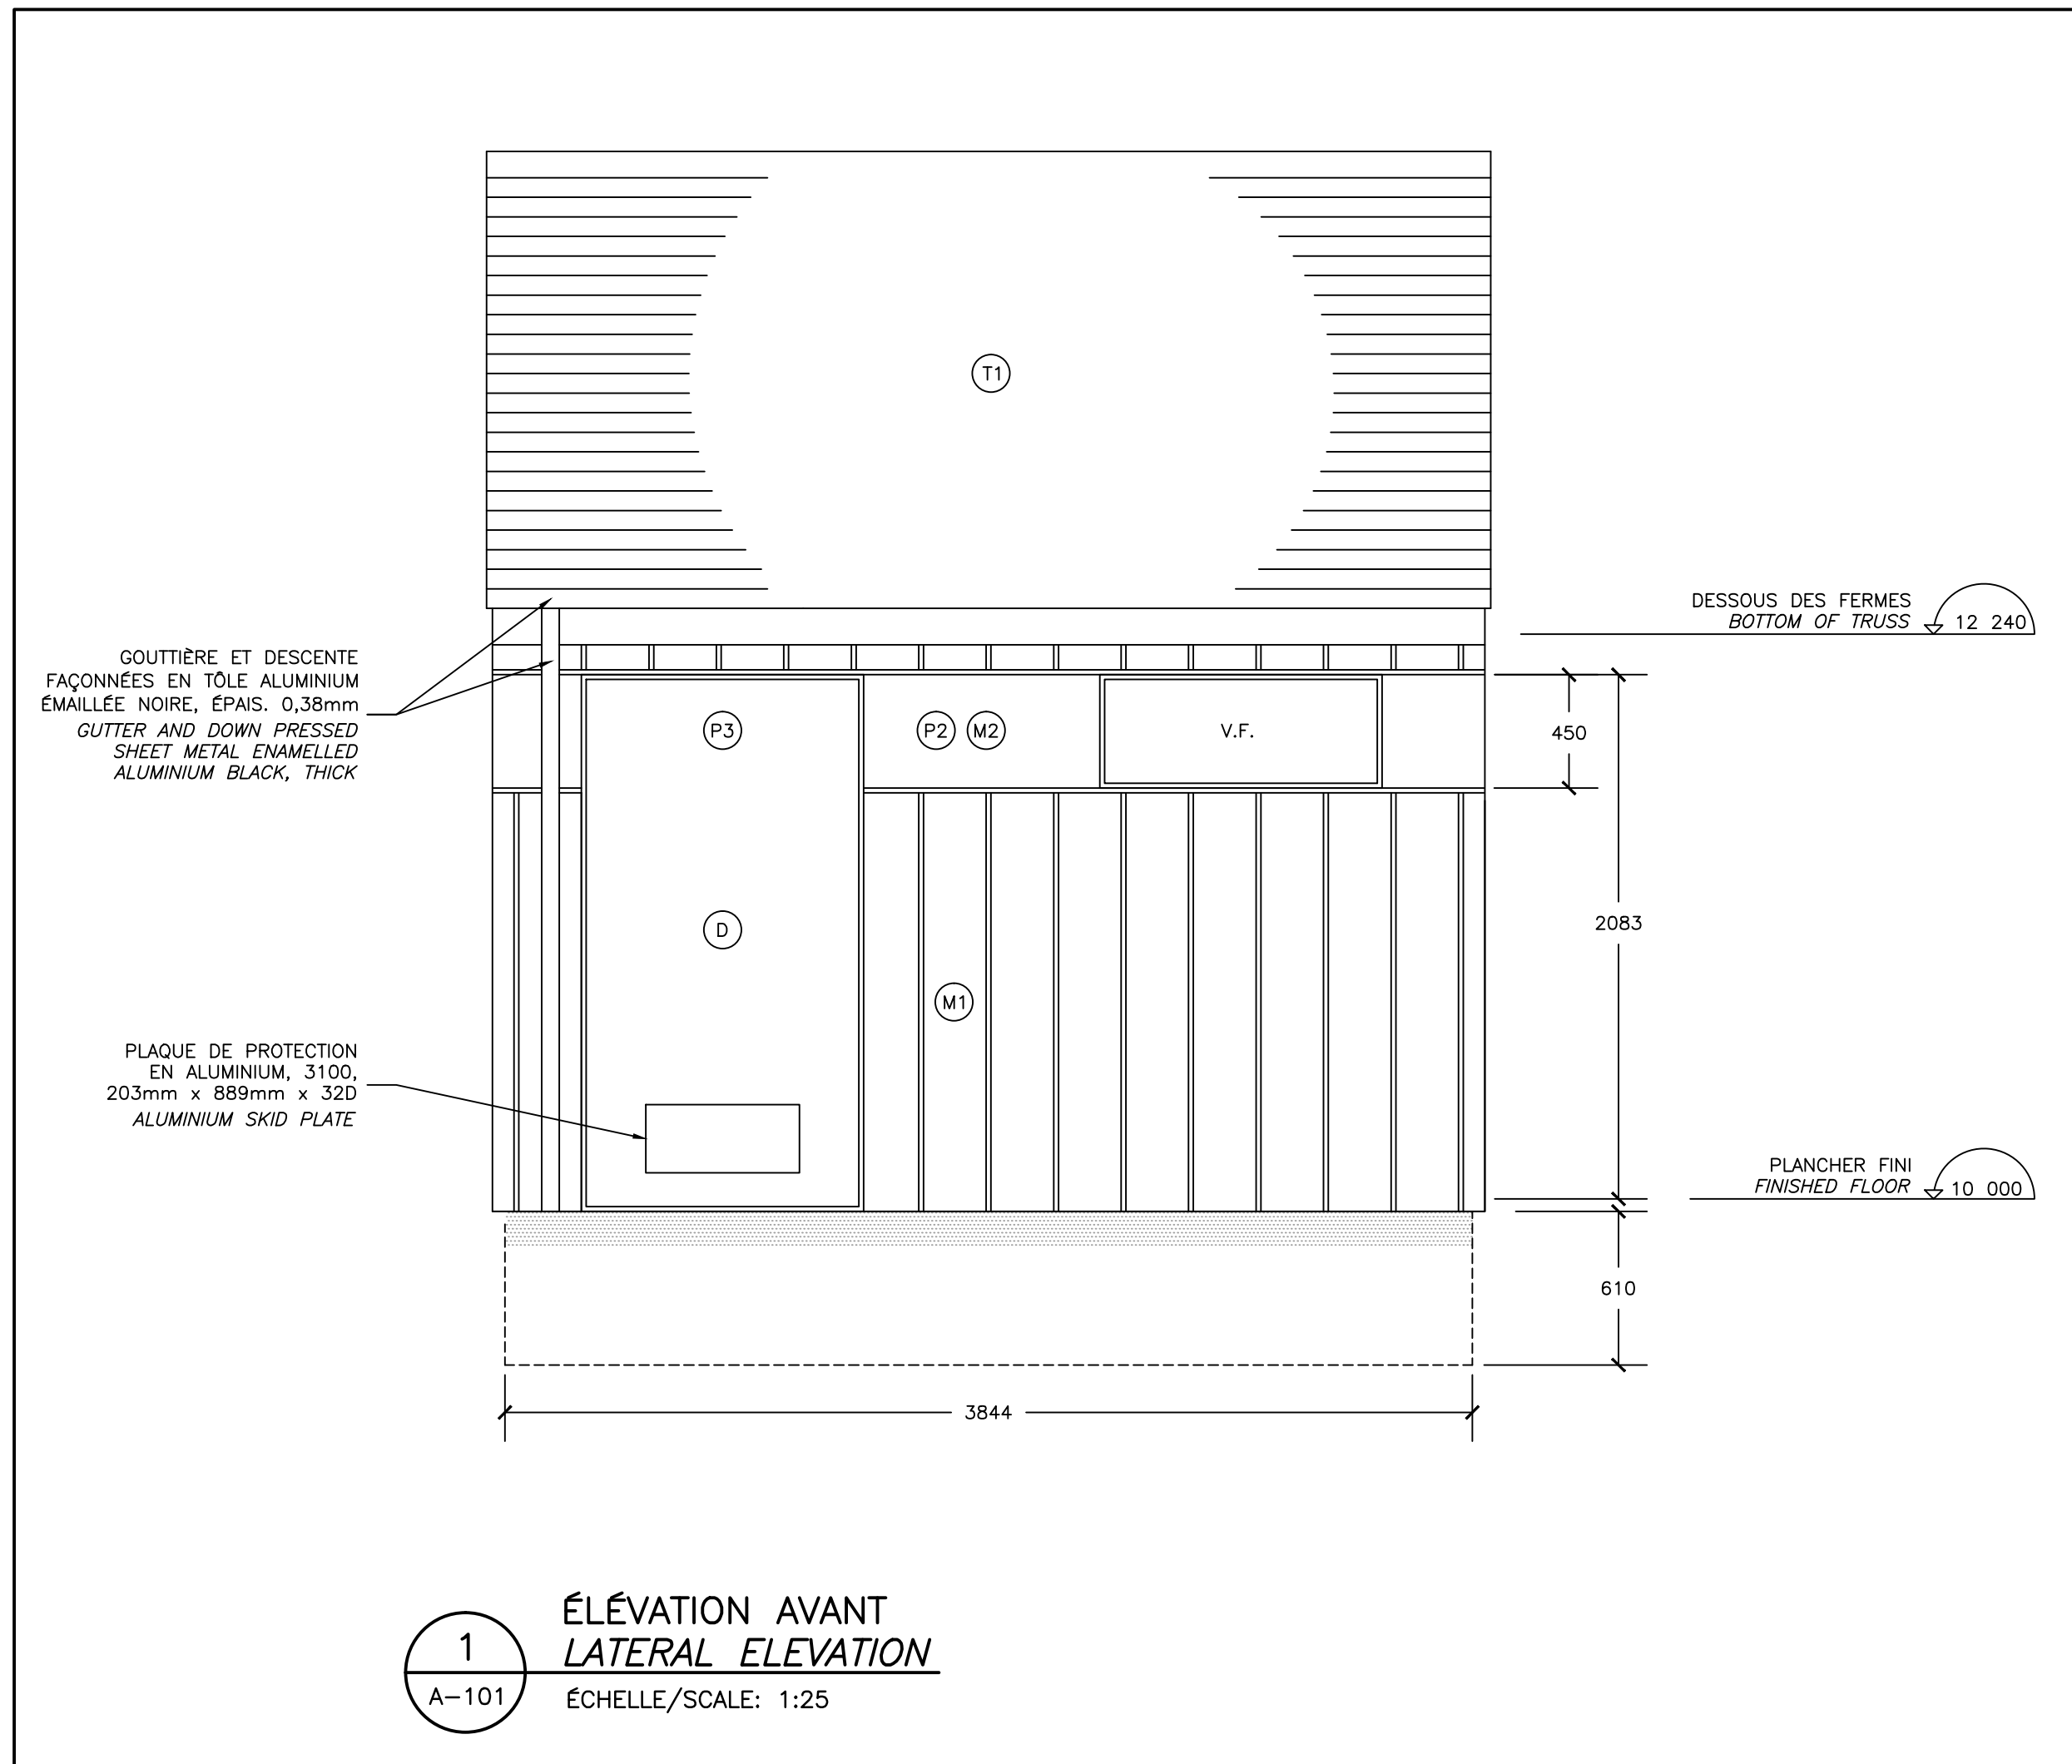 T1
DESSOUS DES FERMES
BOTTOM OF TRUSS
12 240
GOUTTIÈRE ET DESCENTE
FAÇONNÉES EN TÔLE ALUMINIUM
ÉMAILLÉE NOIRE, ÉPAIS. 0,38mm
GUTTER AND DOWN PRESSED
SHEET METAL ENAMELLED
ALUMINIUM BLACK, THICK
P3
P2
M2
V.F.
450
2083
D
M1
PLAQUE DE PROTECTION
EN ALUMINIUM, 3100,
203mm x 889mm x 32D
ALUMINIUM SKID PLATE
PLANCHER FINI
FINISHED FLOOR
10 000
610
3844
1
A-101
ÉLÉVATION AVANT
LATERAL ELEVATION
ÉCHELLE/SCALE: 1:25